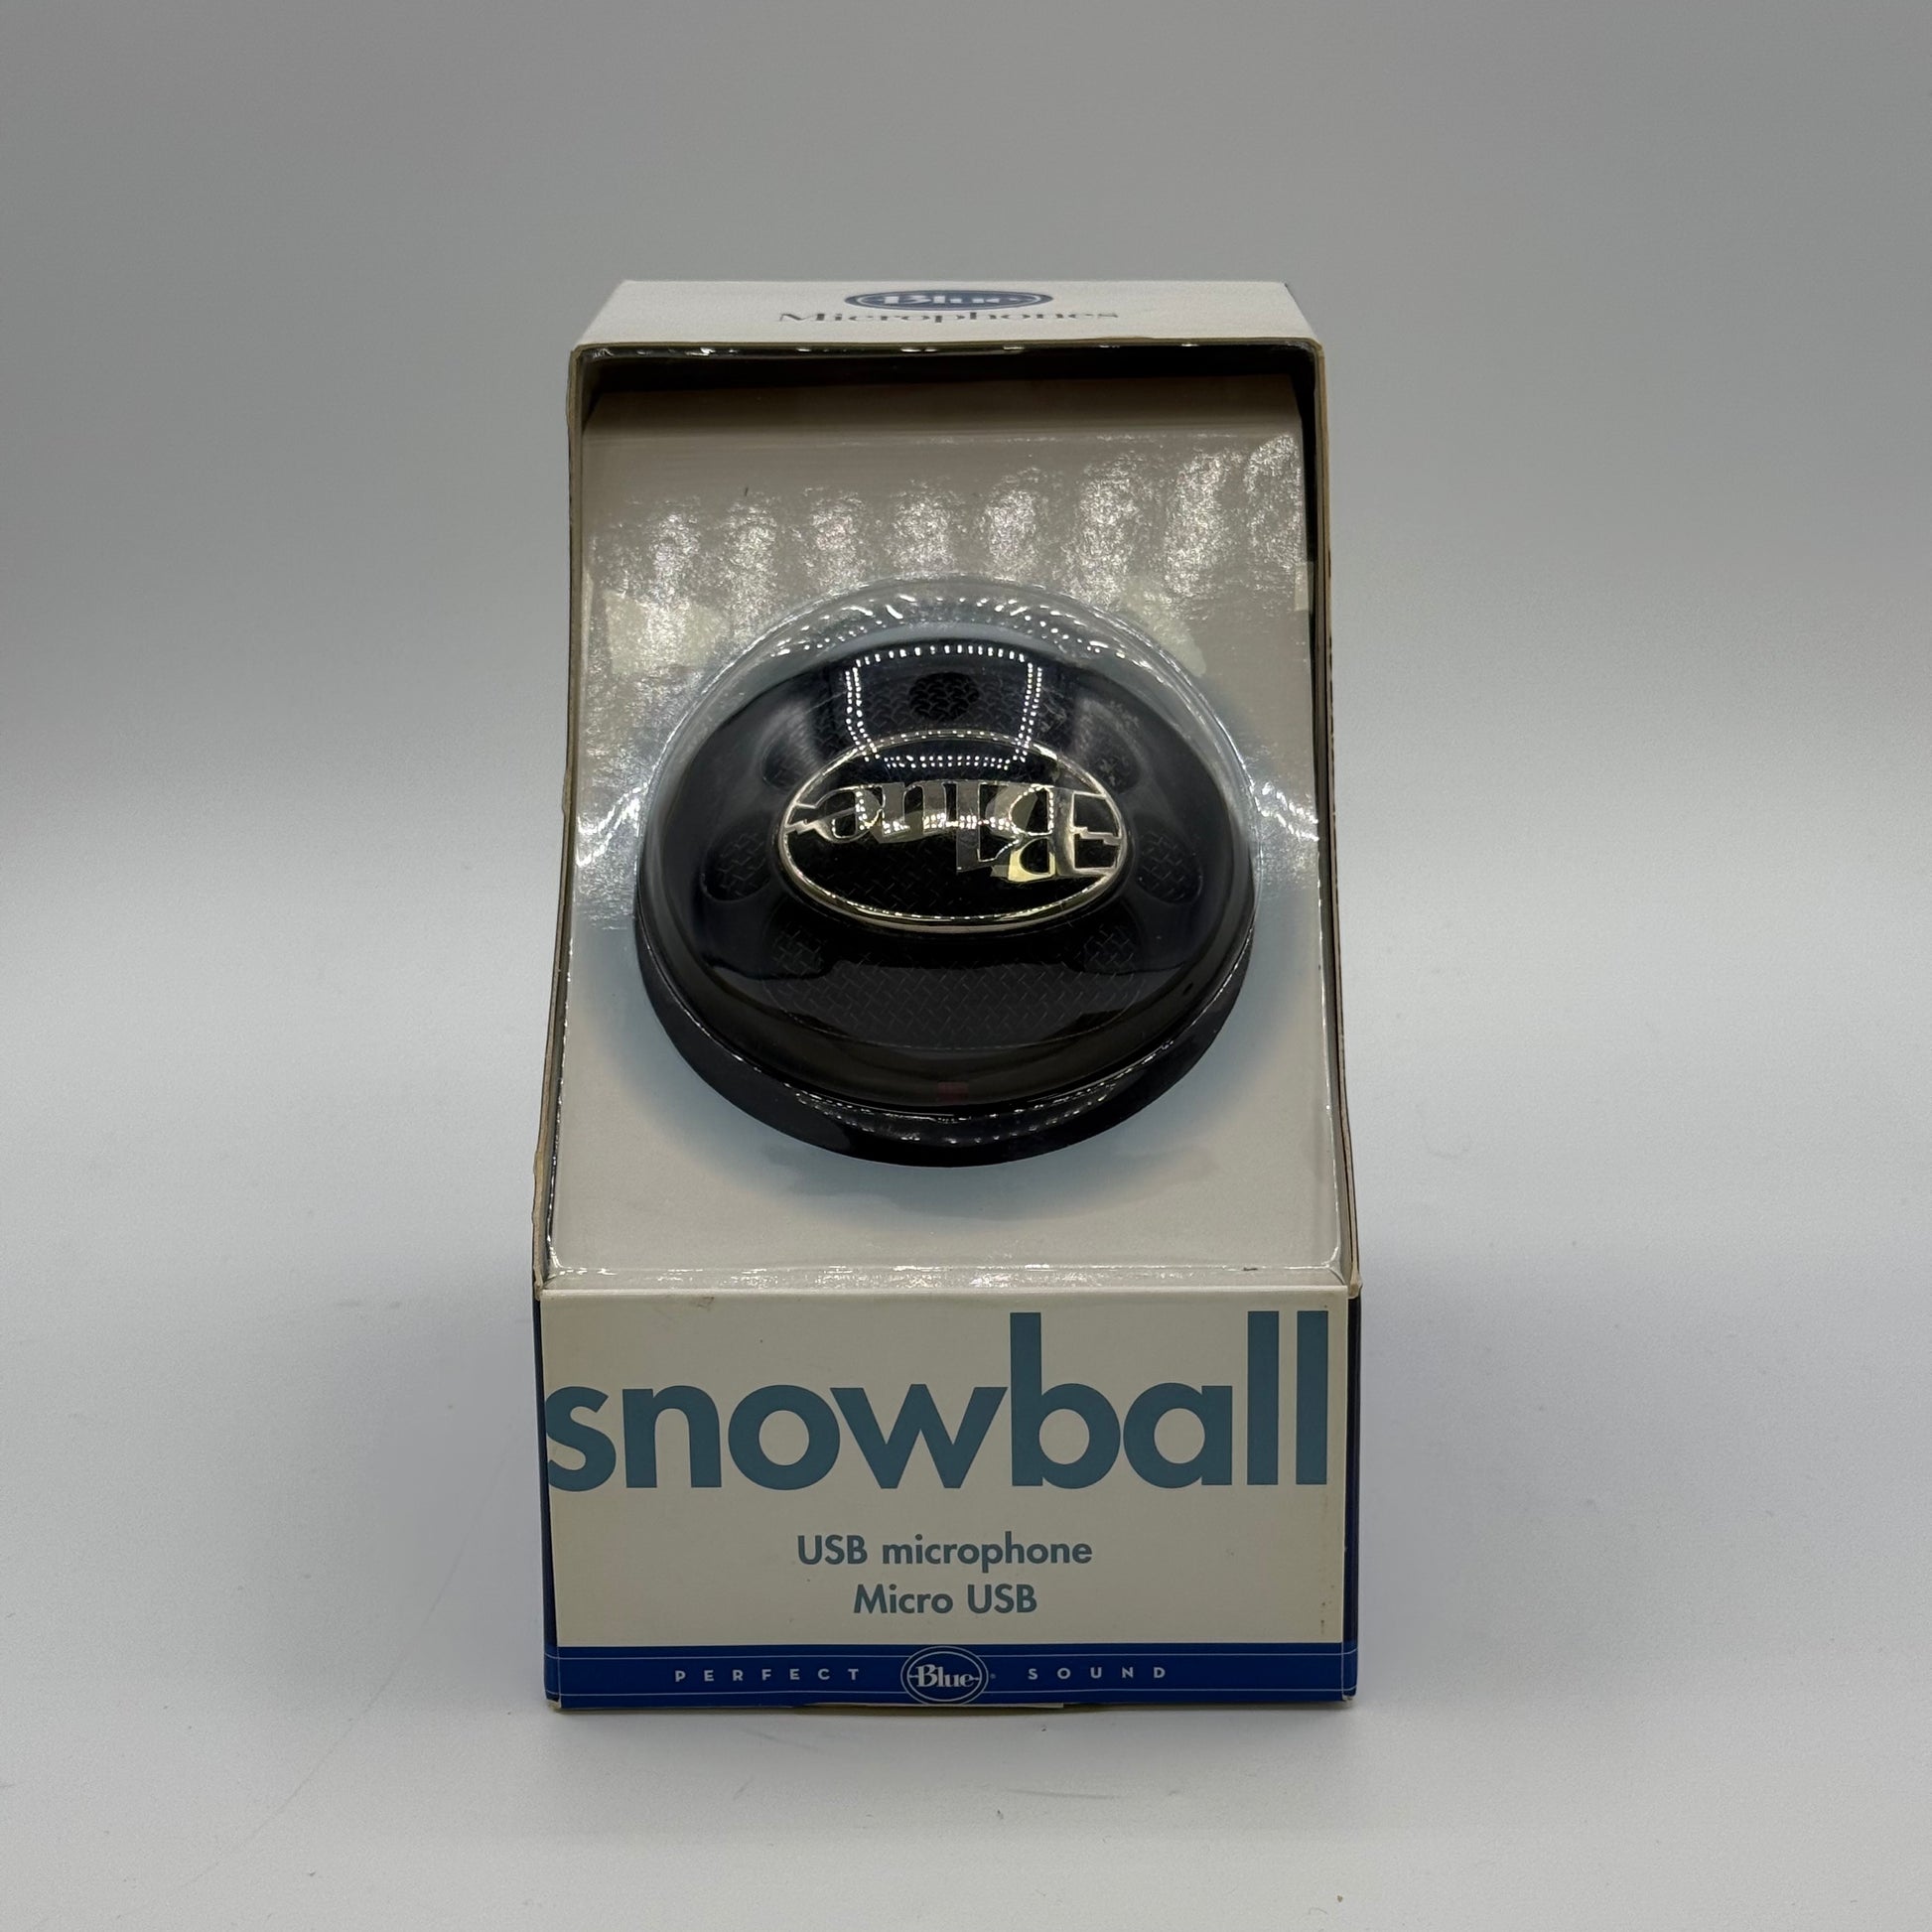 Blue
Microphones
Blue
snowball
USB microphone
Micro USB
PERFECT Blue SOUND